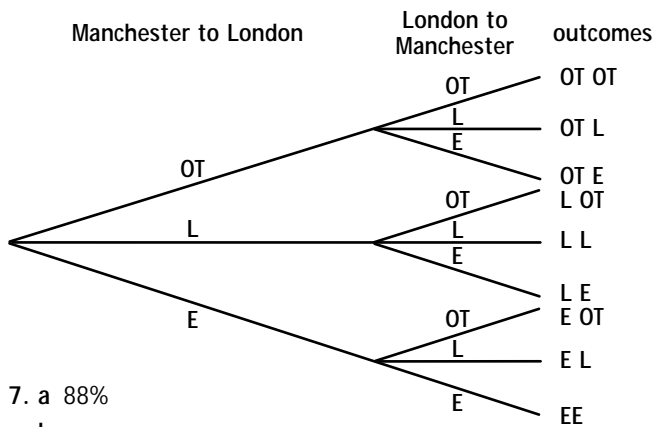 Manchester to London
London to
Manchester
outcomes
OT
OT OT
L
OT L
E
OT E
OT
OT
L OT
L
L
L L
E
L E
E
OT
E OT
L
E L
E
EE
7. a 88%